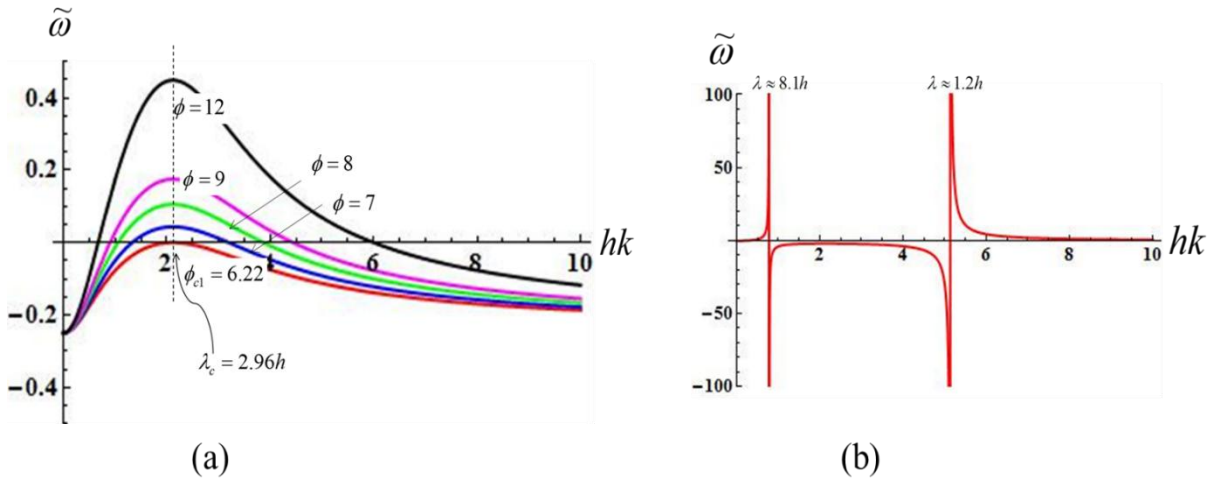 ω̃
0.4
0.2
−0.2
−0.4
2
4
6
8
10
hk
ϕ = 12
ϕ = 9
ϕ = 8
ϕ = 7
ϕc1 = 6.22
λc = 2.96h
(a)
ω̃
λ ≈ 8.1h
λ ≈ 1.2h
100
50
−50
−100
2
4
6
8
10
hk
(b)